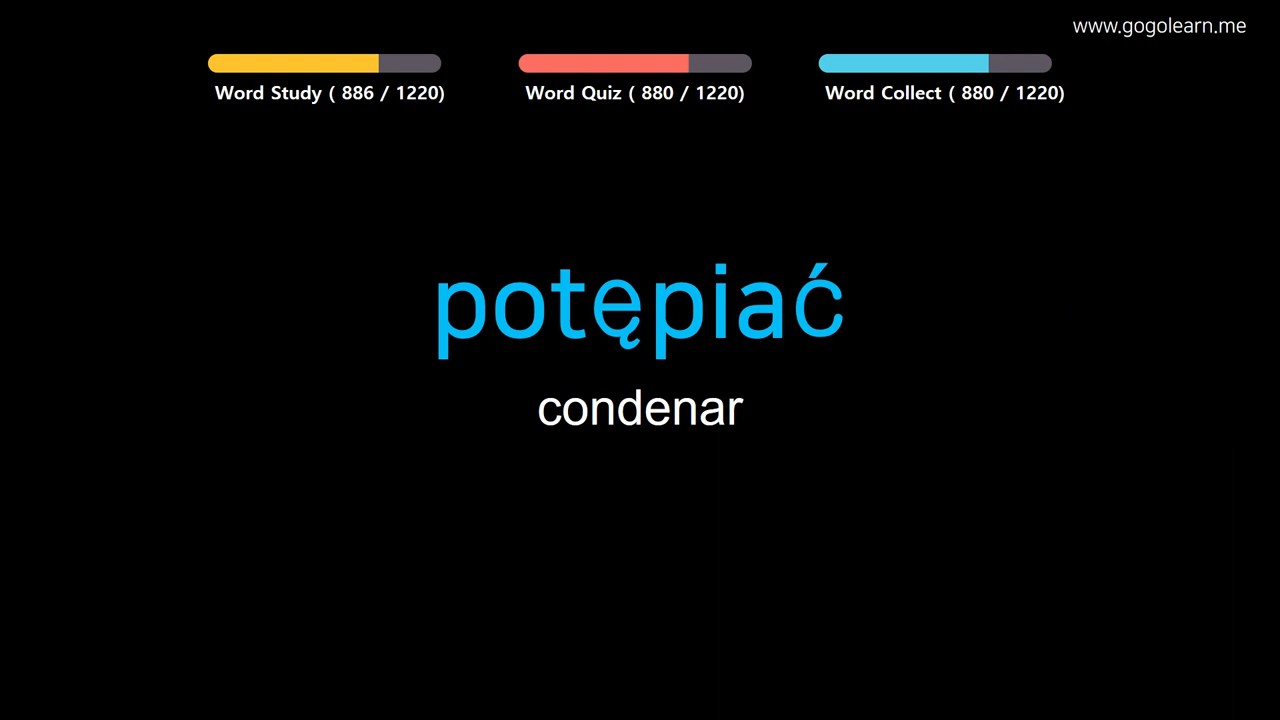 www.gogolearn.me
Word Study ( 886 / 1220)
Word Quiz ( 880 / 1220)
Word Collect ( 880 / 1220)
potępiać
condenar